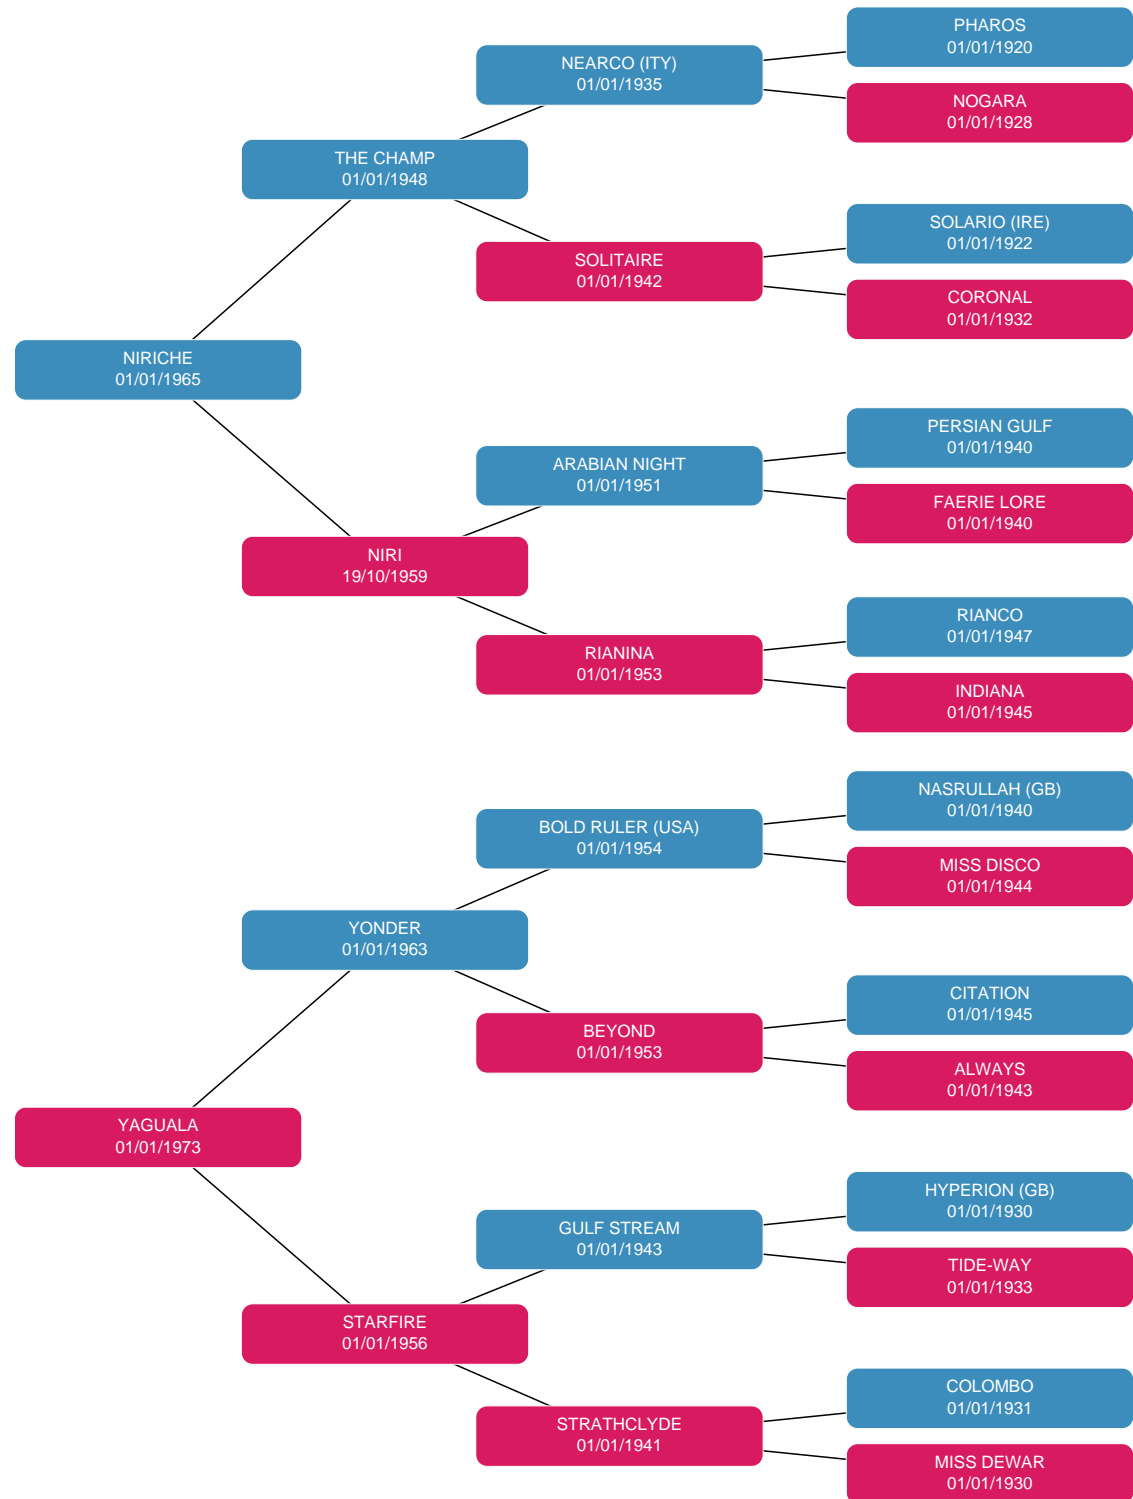 PHAROS
01/01/1920
NEARCO (ITY)
01/01/1935
NOGARA
01/01/1928
THE CHAMP
01/01/1948
SOLARIO (IRE)
01/01/1922
SOLITAIRE
01/01/1942
CORONAL
01/01/1932
NIRICHE
01/01/1965
PERSIAN GULF
01/01/1940
ARABIAN NIGHT
01/01/1951
FAERIE LORE
01/01/1940
NIRI
19/10/1959
RIANCO
01/01/1947
RIANINA
01/01/1953
INDIANA
01/01/1945
NASRULLAH (GB)
01/01/1940
BOLD RULER (USA)
01/01/1954
MISS DISCO
01/01/1944
YONDER
01/01/1963
CITATION
01/01/1945
BEYOND
01/01/1953
ALWAYS
01/01/1943
YAGUALA
01/01/1973
HYPERION (GB)
01/01/1930
GULF STREAM
01/01/1943
TIDE-WAY
01/01/1933
STARFIRE
01/01/1956
COLOMBO
01/01/1931
STRATHCLYDE
01/01/1941
MISS DEWAR
01/01/1930